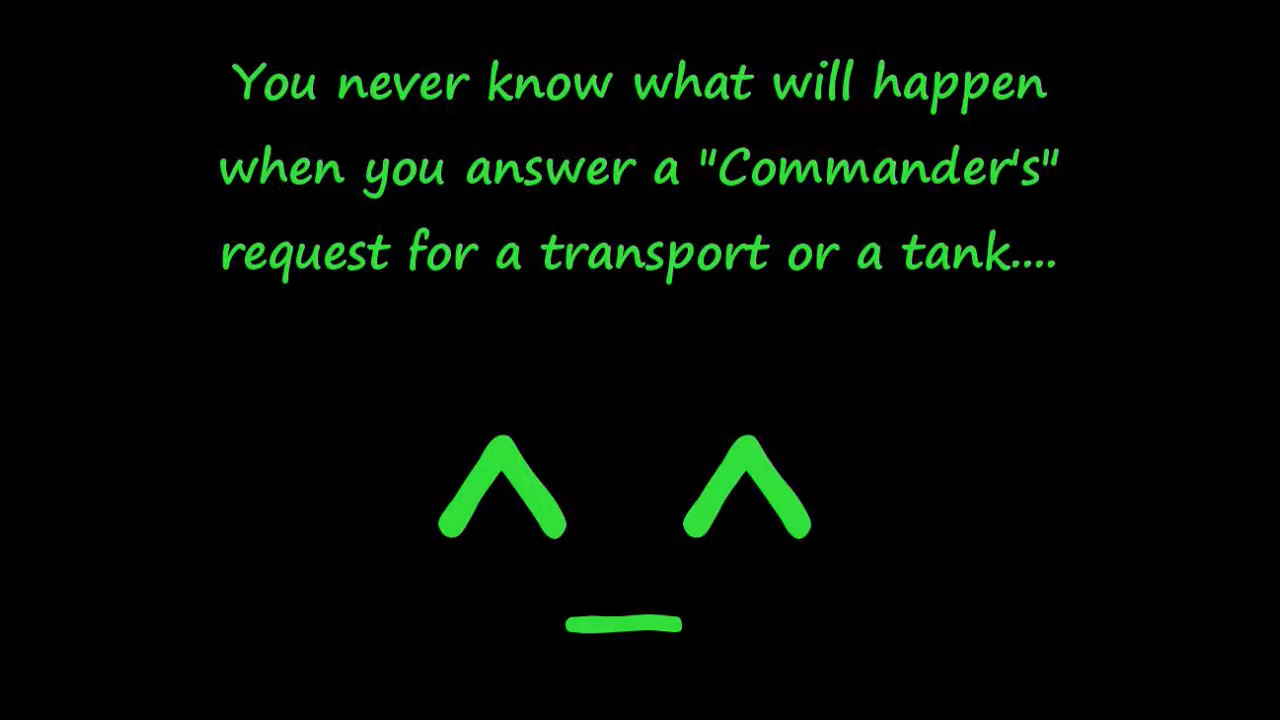 You never know what will happen
when you answer a "Commander's"
request for a transport or a tank....
^ ^
_